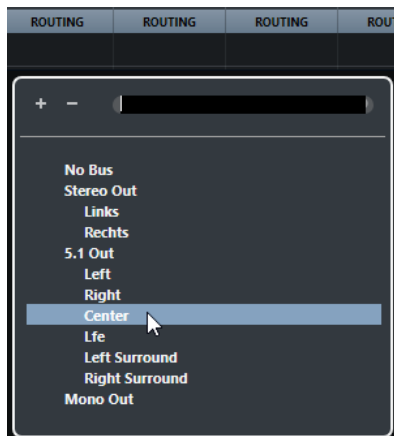 ROUTING ROUTING ROUTING
No Bus
Stereo Out
Links
Rechts
5.1 Out
Left
Right
Center
Lfe
Left Surround
Right Surround
Mono Out